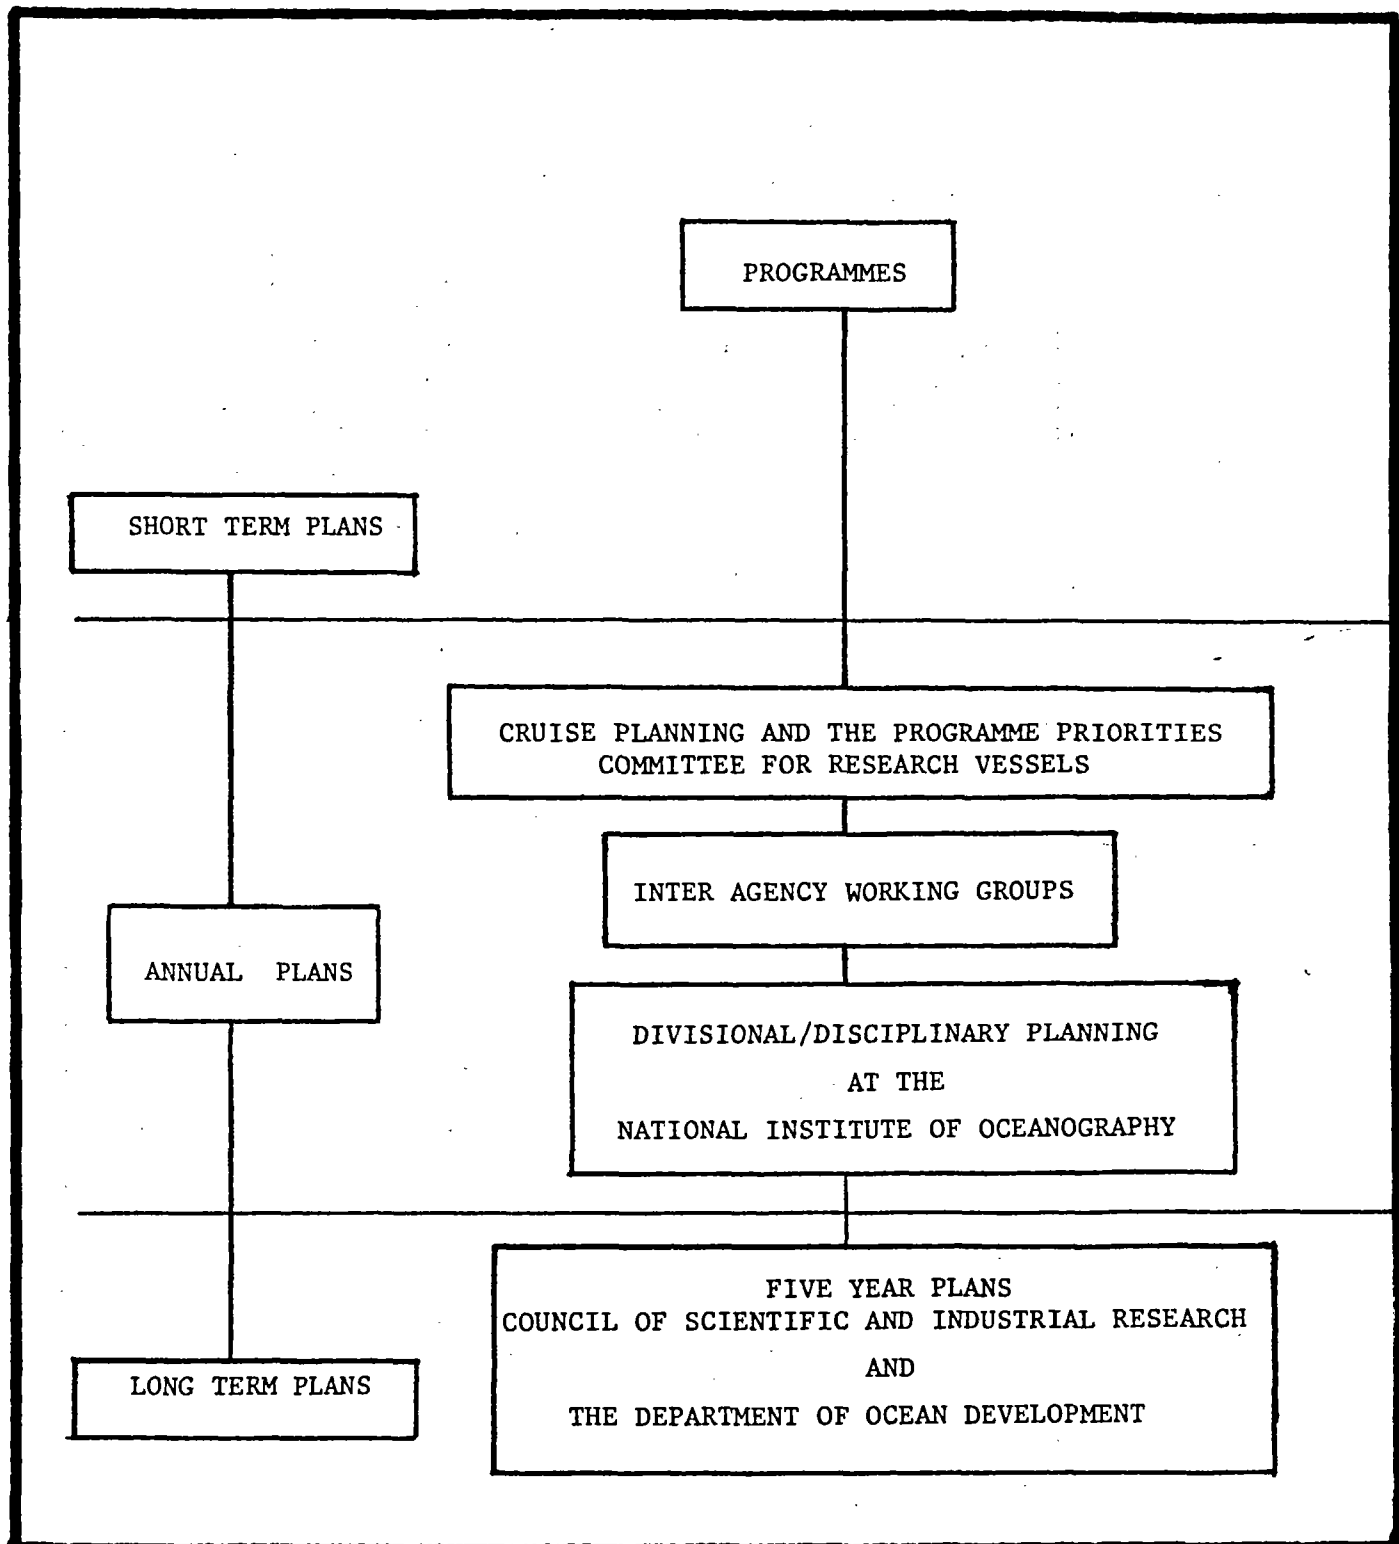 PROGRAMMES
SHORT TERM PLANS
CRUISE PLANNING AND THE PROGRAMME PRIORITIES
COMMITTEE FOR RESEARCH VESSELS
INTER AGENCY WORKING GROUPS
ANNUAL PLANS
DIVISIONAL/DISCIPLINARY PLANNING
AT THE
NATIONAL INSTITUTE OF OCEANOGRAPHY
FIVE YEAR PLANS
COUNCIL OF SCIENTIFIC AND INDUSTRIAL RESEARCH
AND
THE DEPARTMENT OF OCEAN DEVELOPMENT
LONG TERM PLANS